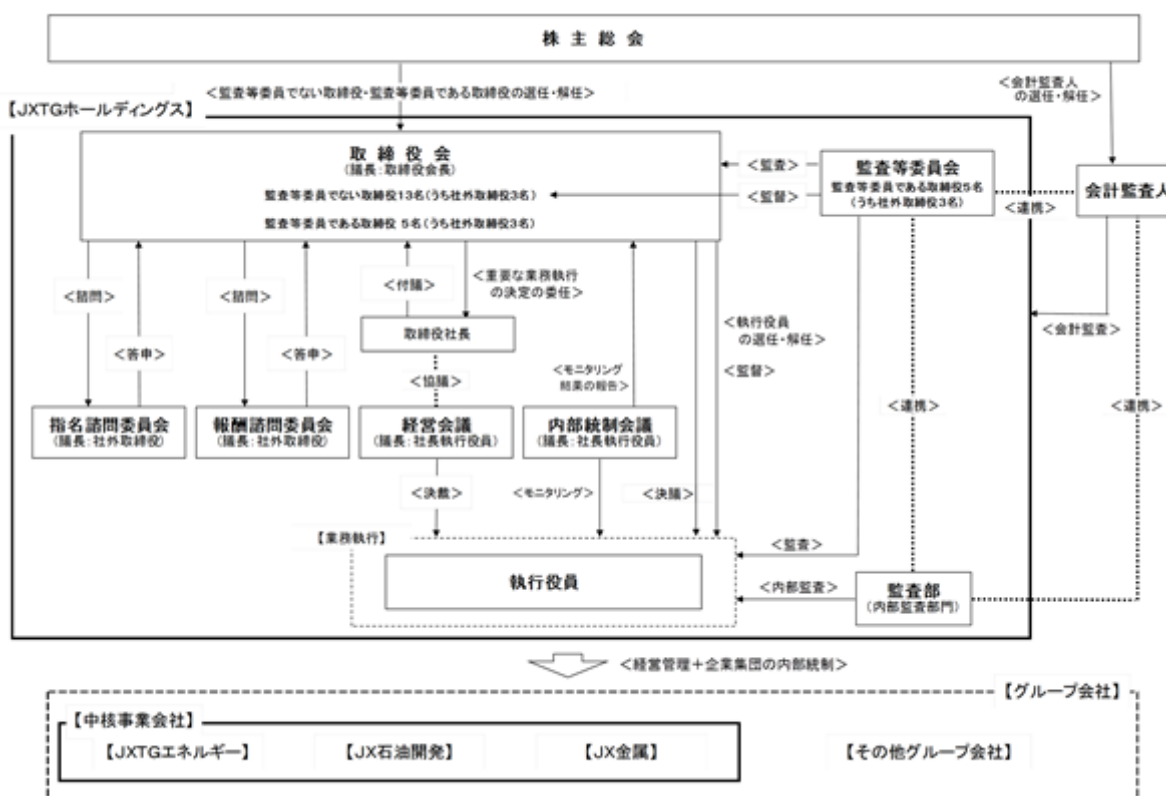 株主総会
＜監査等委員でない取締役・監査等委員である取締役の選任・解任＞
＜会計監査人
の選任・解任＞
【JXTGホールディングス】
取締役会
(議長：取締役会長)
監査等委員でない取締役13名(うち社外取締役3名)
監査等委員である取締役 5名(うち社外取締役3名)
＜監査＞
＜監督＞
監査等委員会
監査等委員である取締役5名
(うち社外取締役3名)
＜連携＞
会計監査人
＜諮問＞
＜答申＞
＜諮問＞
＜答申＞
＜付議＞
＜重要な業務執行
の決定の委任＞
取締役社長
＜協議＞
＜モニタリング
結果の報告＞
＜執行役員
の選任・解任＞
＜監督＞
＜会計監査＞
＜連携＞
＜連携＞
指名諮問委員会
(議長：社外取締役)
報酬諮問委員会
(議長：社外取締役)
経営会議
(議長：社長執行役員)
内部統制会議
(議長：社長執行役員)
＜決裁＞
＜モニタリング＞
＜決議＞
【業務執行】
執行役員
＜監査＞
＜内部監査＞
監査部
(内部監査部門)
＜経営管理＋企業集団の内部統制＞
【グループ会社】
【中核事業会社】
【JXTGエネルギー】
【JX石油開発】
【JX金属】
【その他グループ会社】